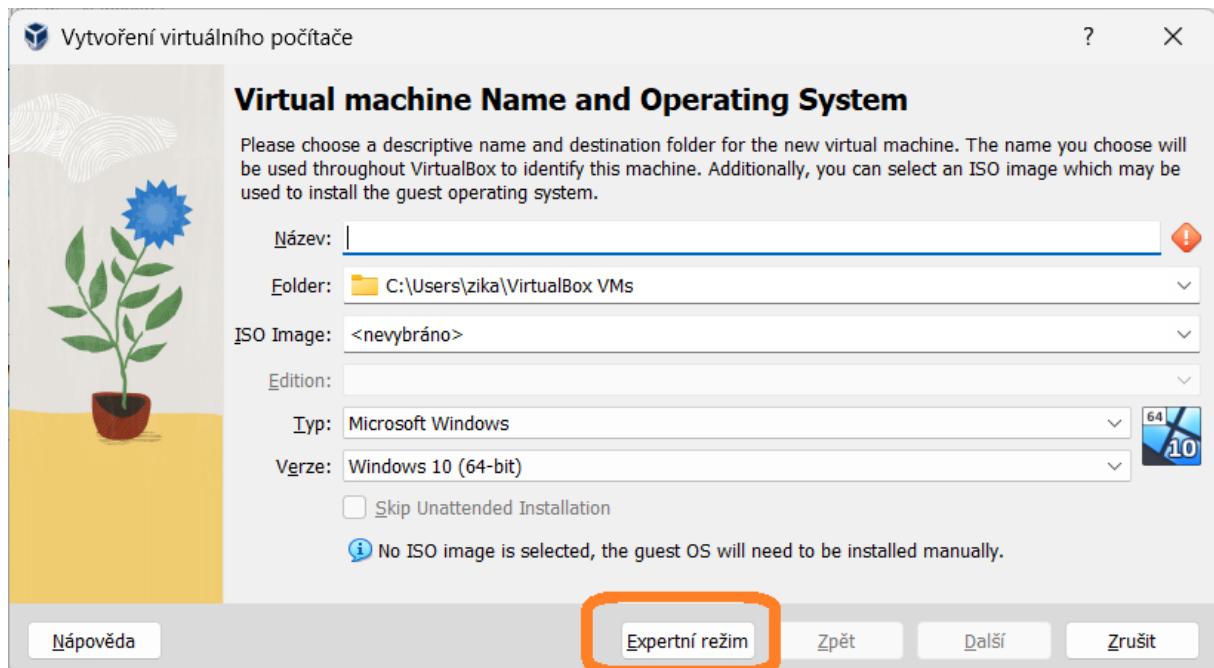 Vytvoření virtuálního počítače
?
Virtual machine Name and Operating System
Please choose a descriptive name and destination folder for the new virtual machine. The name you choose will
be used throughout VirtualBox to identify this machine. Additionally, you can select an ISO image which may be
used to install the guest operating system.
Název:
Folder: C:\Users\zika\VirtualBox VMs
ISO Image: <nevybráno>
Edition:
Typ: Microsoft Windows 64
Verze: Windows 10 (64-bit) 10
Skip Unattended Installation
No ISO image is selected, the guest OS will need to be installed manually.
Nápověda Expertní režim Zpět Další Zrušit